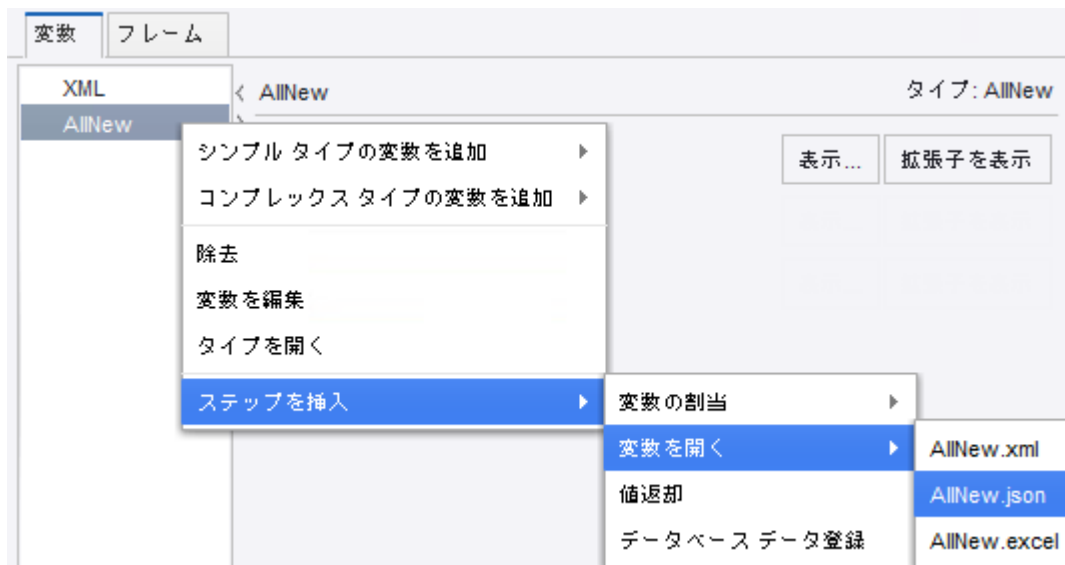 変数 フレーム
XML
AllNew
AllNew タイプ: AllNew
表示... 拡張子を表示
シンプル タイプの変数を追加
コンプレックス タイプの変数を追加
除去
変数を編集
タイプを開く
ステップを挿入
変数の割当
変数を開く
値返却
データベース データ登録
AllNew.xml
AllNew.json
AllNew.excel